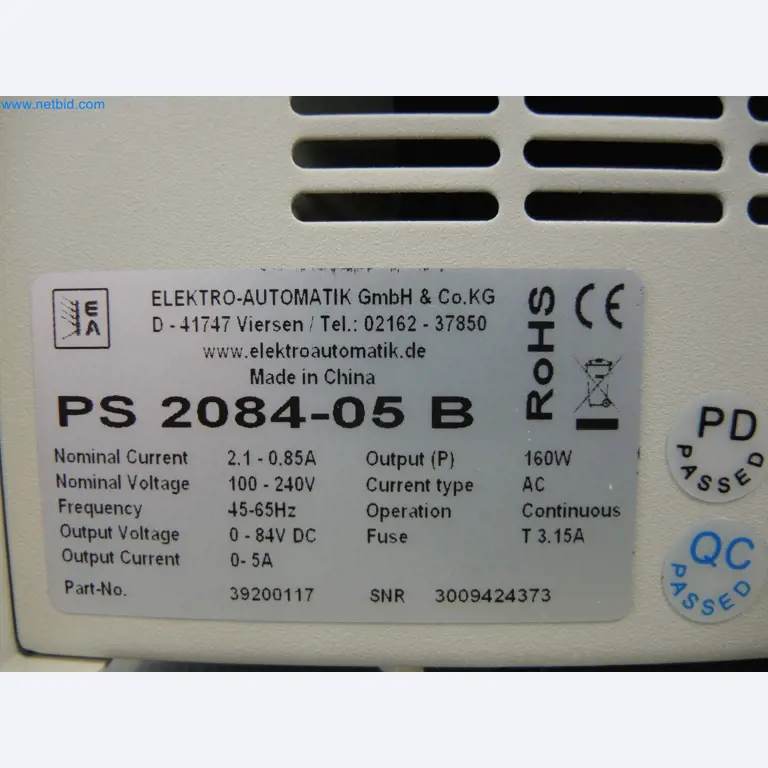 www.netbid.com
EA
ELEKTRO-AUTOMATIK GmbH & Co.KG
D - 41747 Viersen / Tel.: 02162 - 37850
www.elektroautomatik.de
Made in China
RoHS
CE
PS 2084-05 B
Nominal Current 2.1 - 0,85A Output (P) 160W
Nominal Voltage 100 - 240V Current type AC
Frequency 45-65Hz Operation Continuous
Output Voltage 0 - 84V DC Fuse T 3.15A
Output Current 0- 5A
Part-No. 39200117 SNR 3009424373
PD
PASSED
QC
PASSED